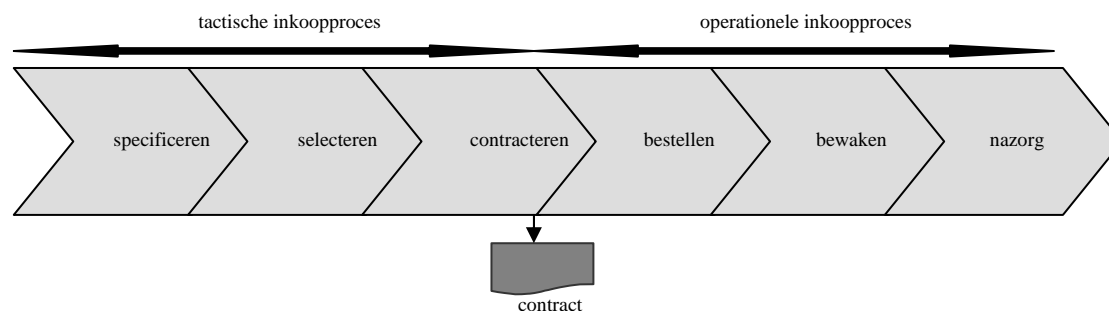 tactische inkoopproces
operationele inkoopproces
specificeren
selecteren
contracteren
bestellen
bewaken
nazorg
contract